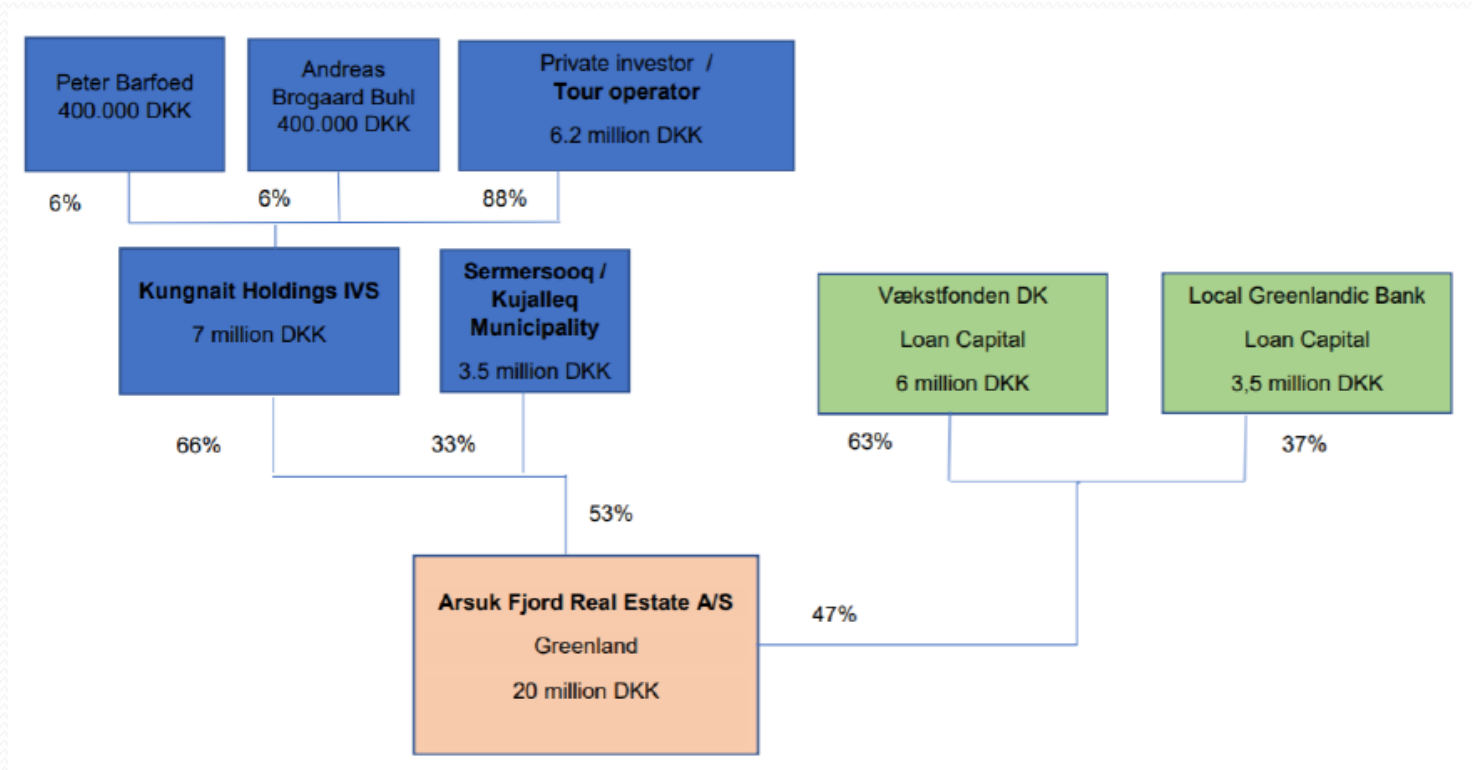 Peter Barfoed
400.000 DKK
Andreas
Brogaard Buhl
400.000 DKK
Private investor /
Tour operator
6.2 million DKK
6%
6%
88%
Kungnait Holdings IVS
7 million DKK
Sermersooq /
Kujalleq
Municipality
3.5 million DKK
Vækstfonden DK
Loan Capital
6 million DKK
Local Greenlandic Bank
Loan Capital
3,5 million DKK
66%
33%
63%
37%
53%
Arsuk Fjord Real Estate A/S
Greenland
20 million DKK
47%